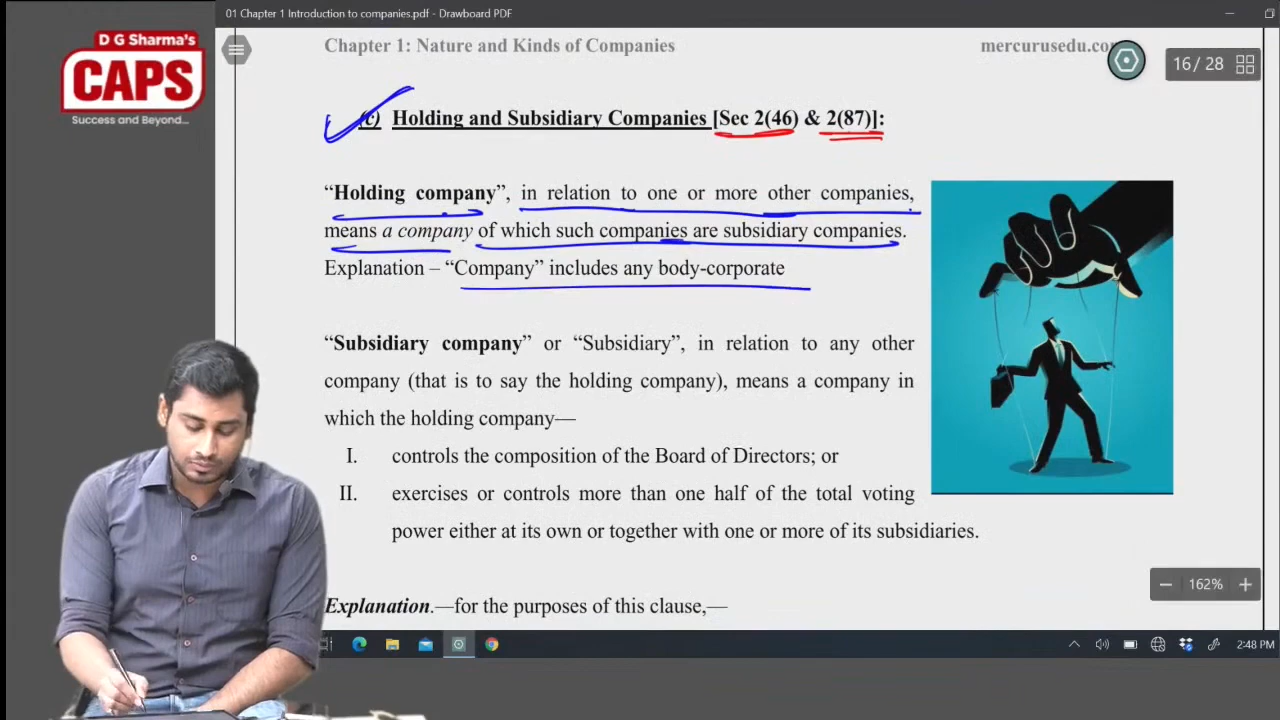 01 Chapter 1 Introduction to companies.pdf - Drawboard PDF
D G Sharma's
CAPS
Success and Beyond...
Chapter 1: Nature and Kinds of Companies
mercurusedu.co
16 / 28
(c) Holding and Subsidiary Companies [Sec 2(46) & 2(87)]:
“Holding company”, in relation to one or more other companies,
means a company of which such companies are subsidiary companies.
Explanation – “Company” includes any body-corporate
“Subsidiary company” or “Subsidiary”, in relation to any other
company (that is to say the holding company), means a company in
which the holding company—
I. controls the composition of the Board of Directors; or
II. exercises or controls more than one half of the total voting
power either at its own or together with one or more of its subsidiaries.
162%
Explanation.—for the purposes of this clause,—
2:48 PM